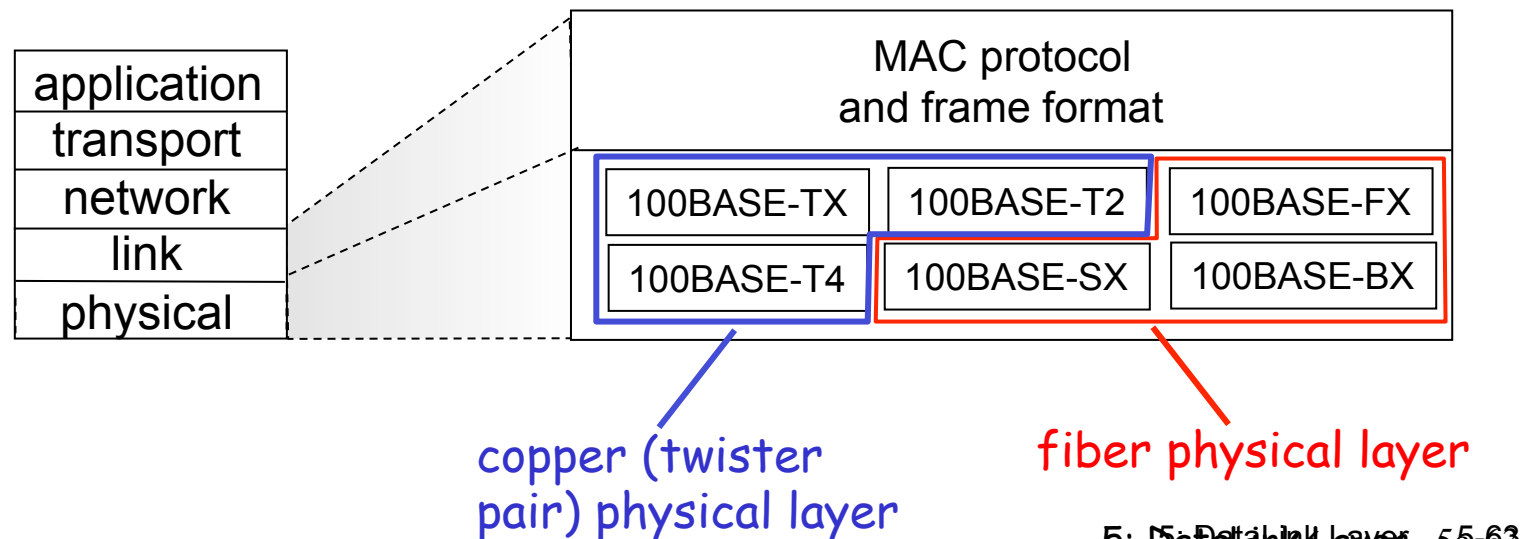 application
transport
network
link
physical
MAC protocol
and frame format
100BASE-TX
100BASE-T2
100BASE-FX
100BASE-T4
100BASE-SX
100BASE-BX
copper (twister
pair) physical layer
fiber physical layer